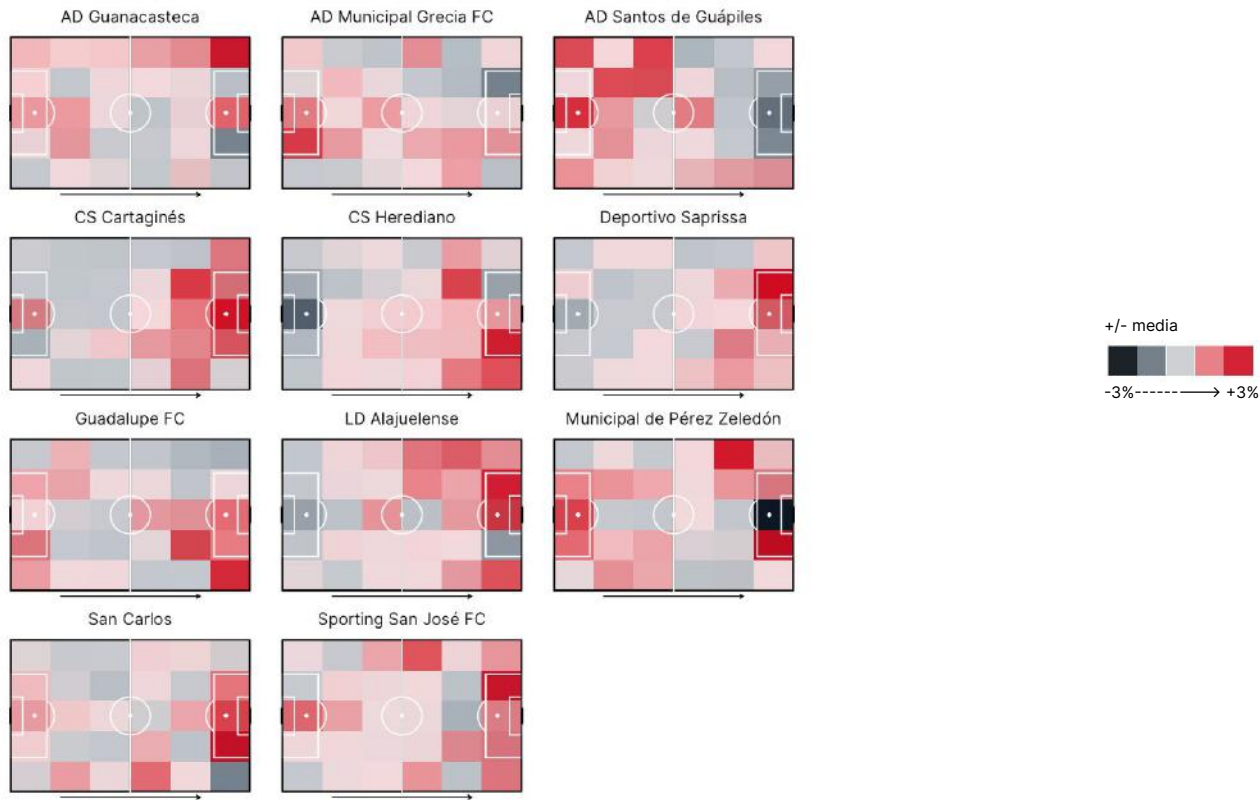 AD Guanacasteca
AD Municipal Grecia FC
AD Santos de Guápiles
CS Cartaginés
CS Herediano
Deportivo Saprissa
+/- media
-3%---------> +3%
Guadalupe FC
LD Alajuelense
Municipal de Pérez Zeledón
San Carlos
Sporting San José FC